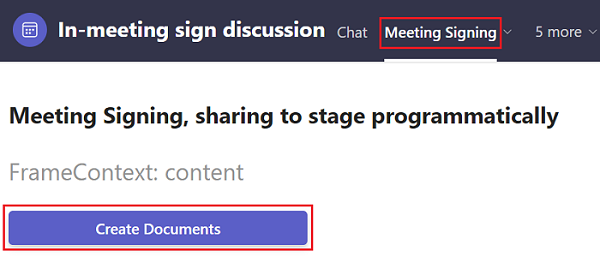 In-meeting sign discussion Chat Meeting Signing 5 more
Meeting Signing, sharing to stage programmatically
FrameContext: content
Create Documents